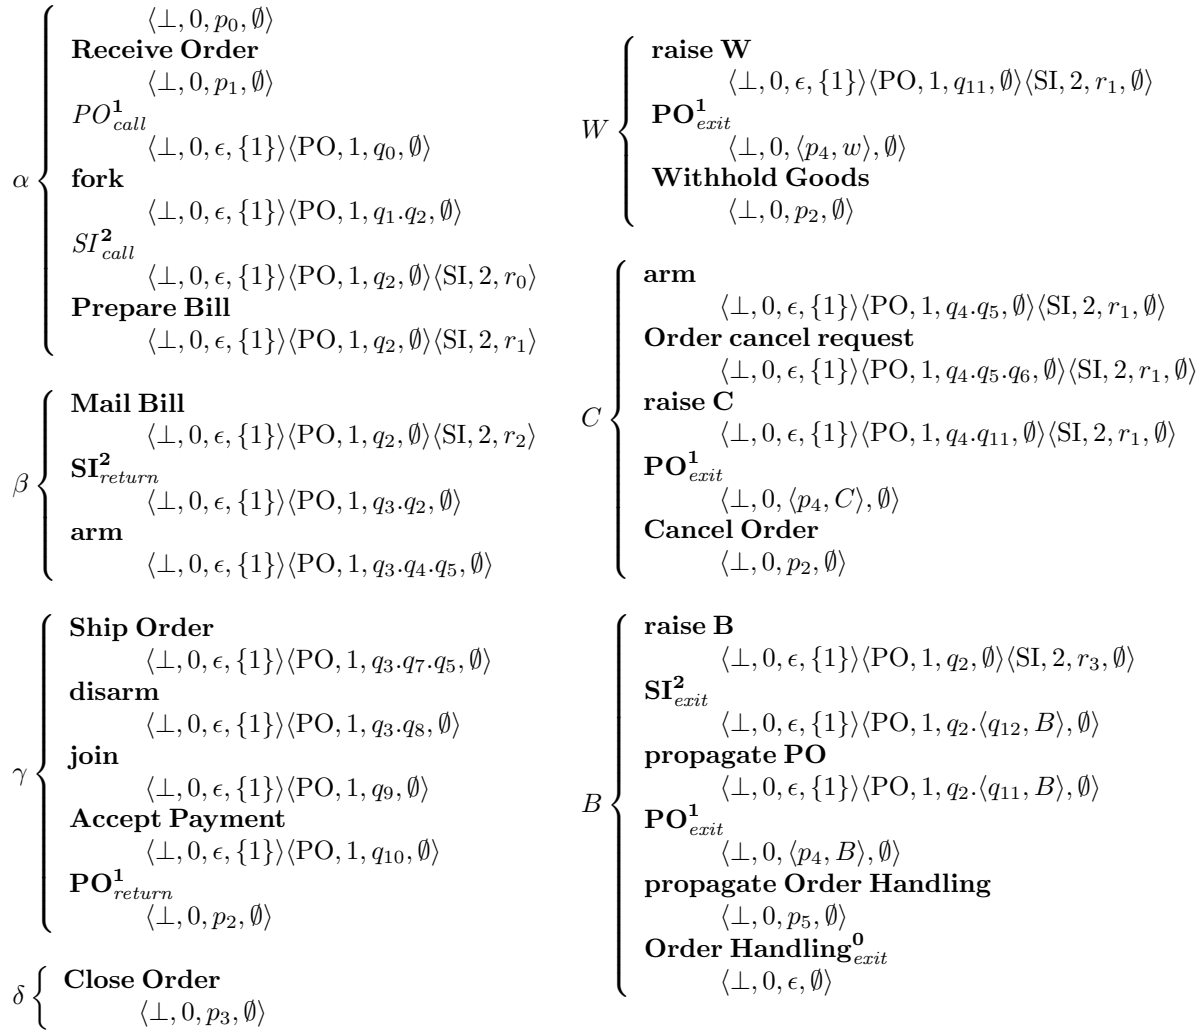 α
⟨⊥, 0, p₀, ∅⟩
Receive Order
⟨⊥, 0, p₁, ∅⟩
PO¹call
⟨⊥, 0, ϵ, {1}⟩⟨PO, 1, q₀, ∅⟩
fork
⟨⊥, 0, ϵ, {1}⟩⟨PO, 1, q₁.q₂, ∅⟩
SI²call
⟨⊥, 0, ϵ, {1}⟩⟨PO, 1, q₂, ∅⟩⟨SI, 2, r₀⟩
Prepare Bill
⟨⊥, 0, ϵ, {1}⟩⟨PO, 1, q₂, ∅⟩⟨SI, 2, r₁⟩
β
Mail Bill
⟨⊥, 0, ϵ, {1}⟩⟨PO, 1, q₂, ∅⟩⟨SI, 2, r₂⟩
SI²return
⟨⊥, 0, ϵ, {1}⟩⟨PO, 1, q₃.q₂, ∅⟩
arm
⟨⊥, 0, ϵ, {1}⟩⟨PO, 1, q₃.q₄.q₅, ∅⟩
γ
Ship Order
⟨⊥, 0, ϵ, {1}⟩⟨PO, 1, q₃.q₇.q₅, ∅⟩
disarm
⟨⊥, 0, ϵ, {1}⟩⟨PO, 1, q₃.q₈, ∅⟩
join
⟨⊥, 0, ϵ, {1}⟩⟨PO, 1, q₉, ∅⟩
Accept Payment
⟨⊥, 0, ϵ, {1}⟩⟨PO, 1, q₁₀, ∅⟩
PO¹return
⟨⊥, 0, p₂, ∅⟩
δ
Close Order
⟨⊥, 0, p₃, ∅⟩
W
raise W
⟨⊥, 0, ϵ, {1}⟩⟨PO, 1, q₁₁, ∅⟩⟨SI, 2, r₁, ∅⟩
PO¹exit
⟨⊥, 0, ⟨p₄, w⟩, ∅⟩
Withhold Goods
⟨⊥, 0, p₂, ∅⟩
C
arm
⟨⊥, 0, ϵ, {1}⟩⟨PO, 1, q₄.q₅, ∅⟩⟨SI, 2, r₁, ∅⟩
Order cancel request
⟨⊥, 0, ϵ, {1}⟩⟨PO, 1, q₄.q₅.q₆, ∅⟩⟨SI, 2, r₁, ∅⟩
raise C
⟨⊥, 0, ϵ, {1}⟩⟨PO, 1, q₄.q₁₁, ∅⟩⟨SI, 2, r₁, ∅⟩
PO¹exit
⟨⊥, 0, ⟨p₄, C⟩, ∅⟩
Cancel Order
⟨⊥, 0, p₂, ∅⟩
B
raise B
⟨⊥, 0, ϵ, {1}⟩⟨PO, 1, q₂, ∅⟩⟨SI, 2, r₃, ∅⟩
SI²exit
⟨⊥, 0, ϵ, {1}⟩⟨PO, 1, q₂.⟨q₁₂, B⟩, ∅⟩
propagate PO
⟨⊥, 0, ϵ, {1}⟩⟨PO, 1, q₂.⟨q₁₁, B⟩, ∅⟩
PO¹exit
⟨⊥, 0, ⟨p₄, B⟩, ∅⟩
propagate Order Handling
⟨⊥, 0, p₅, ∅⟩
Order Handling⁰exit
⟨⊥, 0, ϵ, ∅⟩